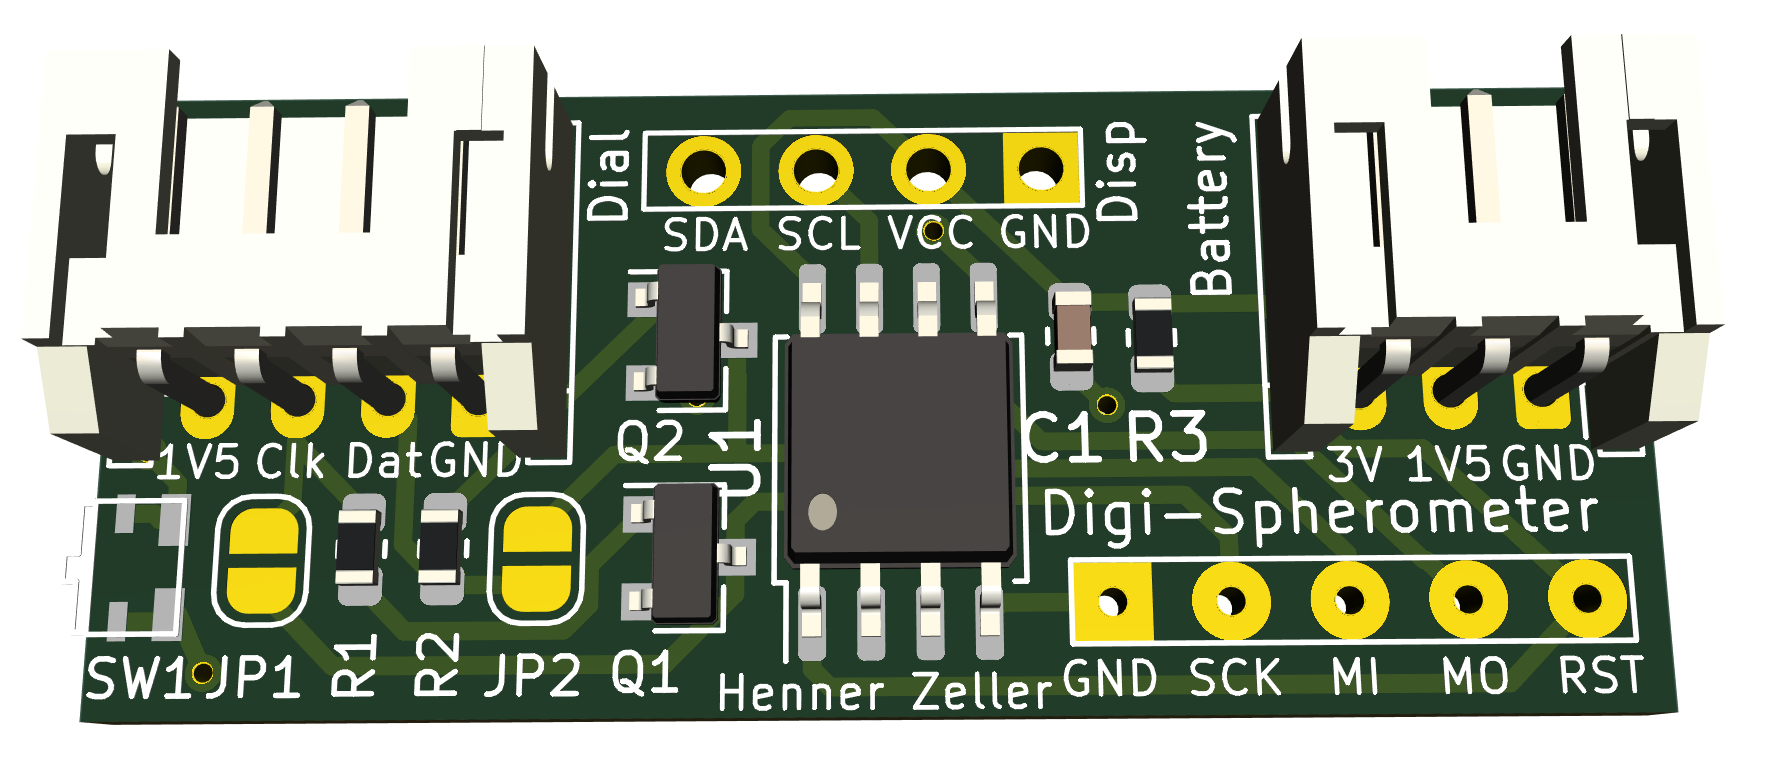 Dial
Disp
Battery
SDA SCL VCC GND
Q2
U1
C1 R3
1V5 Clk Dat GND
3V 1V5 GND
Digi-Spherometer
SW1 JP1 R1 R2 JP2 Q1
Henner Zeller
GND SCK MI MO RST